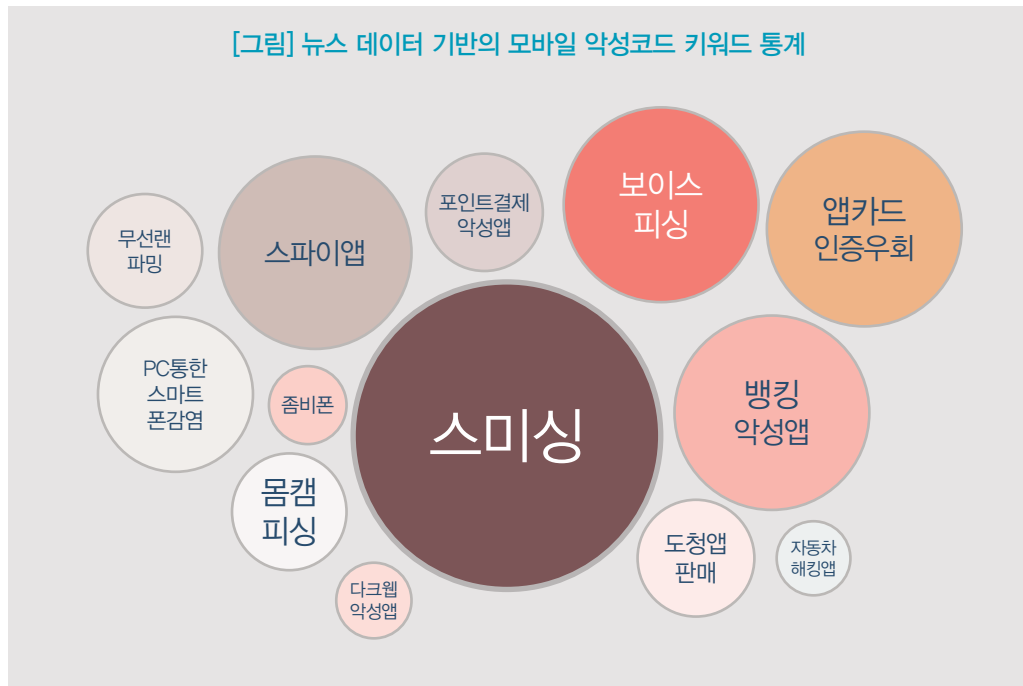 [그림] 뉴스 데이터 기반의 모바일 악성코드 키워드 통계
무선랜
파밍
스파이앱
포인트결제
악성앱
보이스
피싱
앱카드
인증우회
PC통한
스마트
폰감염
좀비폰
스미싱
뱅킹
악성앱
몸캠
피싱
다크웹
악성앱
도청앱
판매
자동차
해킹앱